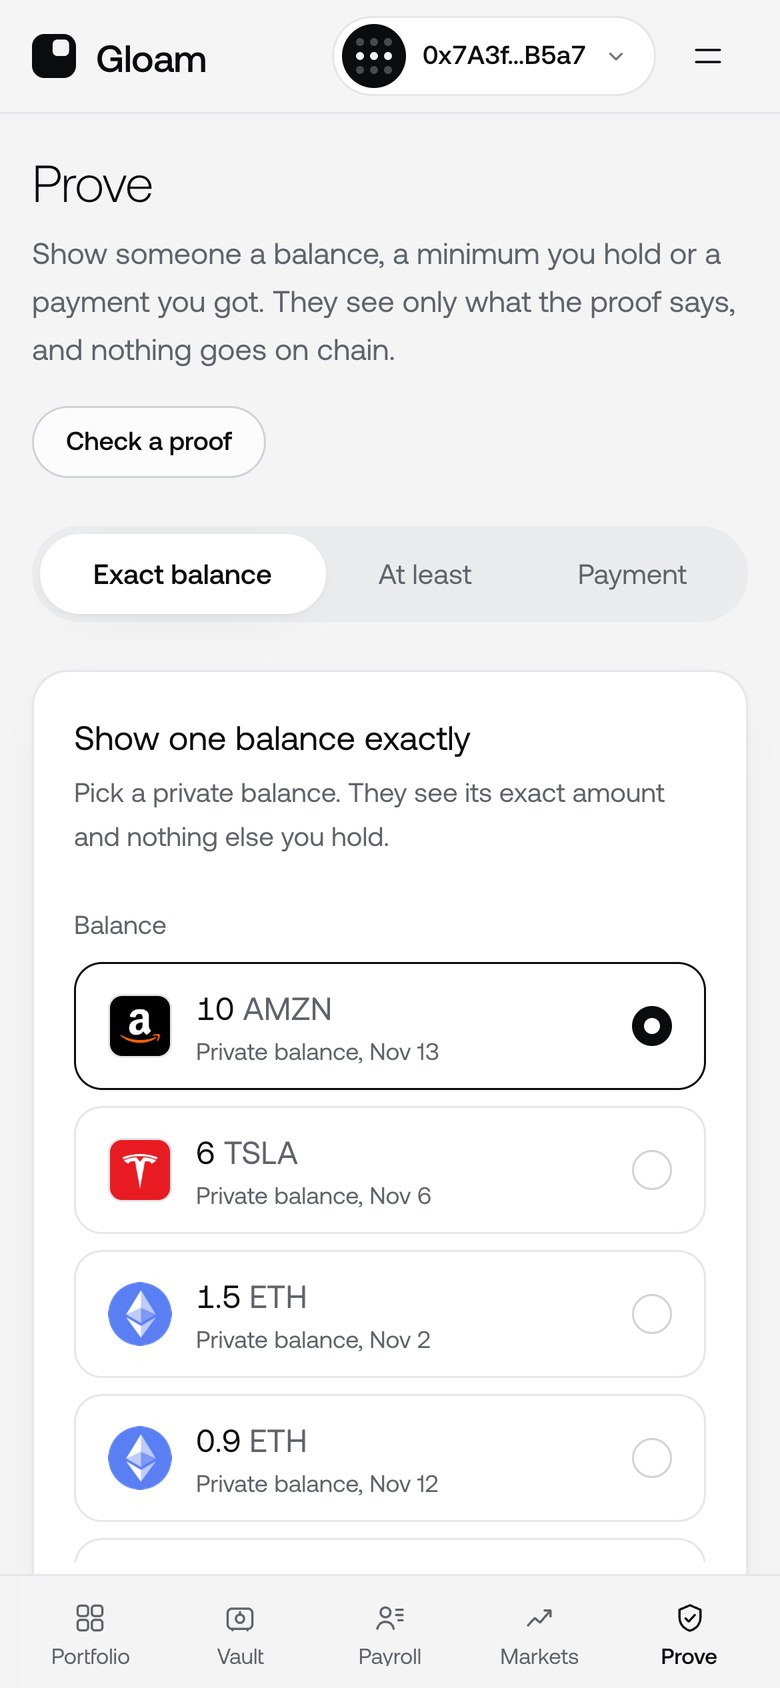 Gloam
0x7A3f...B5a7
Prove
Show someone a balance, a minimum you hold or a
payment you got. They see only what the proof says,
and nothing goes on chain.
Check a proof
Exact balance
At least
Payment
Show one balance exactly
Pick a private balance. They see its exact amount
and nothing else you hold.
Balance
10 AMZN
Private balance, Nov 13
6 TSLA
Private balance, Nov 6
1.5 ETH
Private balance, Nov 2
0.9 ETH
Private balance, Nov 12
Portfolio
Vault
Payroll
Markets
Prove